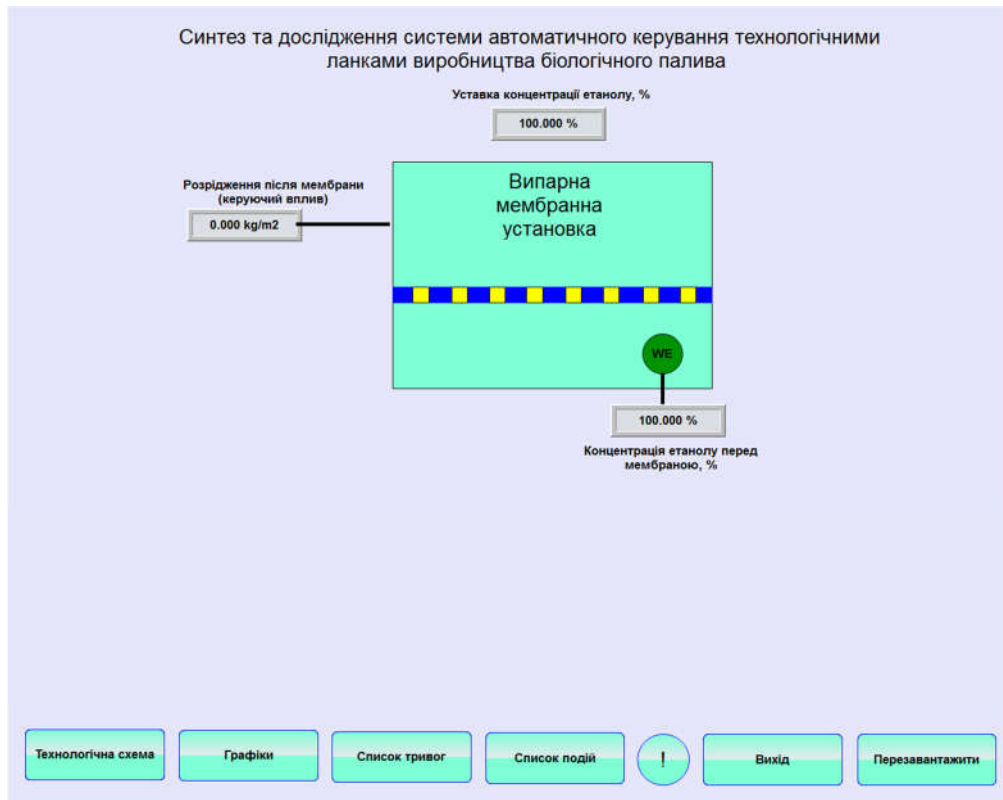 Синтез та дослідження системи автоматичного керування технологічними
ланками виробництва біологічного палива
Уставка концентрації етанолу, %
100.000 %
Розрідження після мембрани
(керуючий вплив)
0.000 kg/m2
Випарна
мембранна
установка
WE
100.000 %
Концентрація етанолу перед
мембраною, %
Технологічна схема
Графіки
Список тривог
Список подій
!
Вихід
Перезавантажити